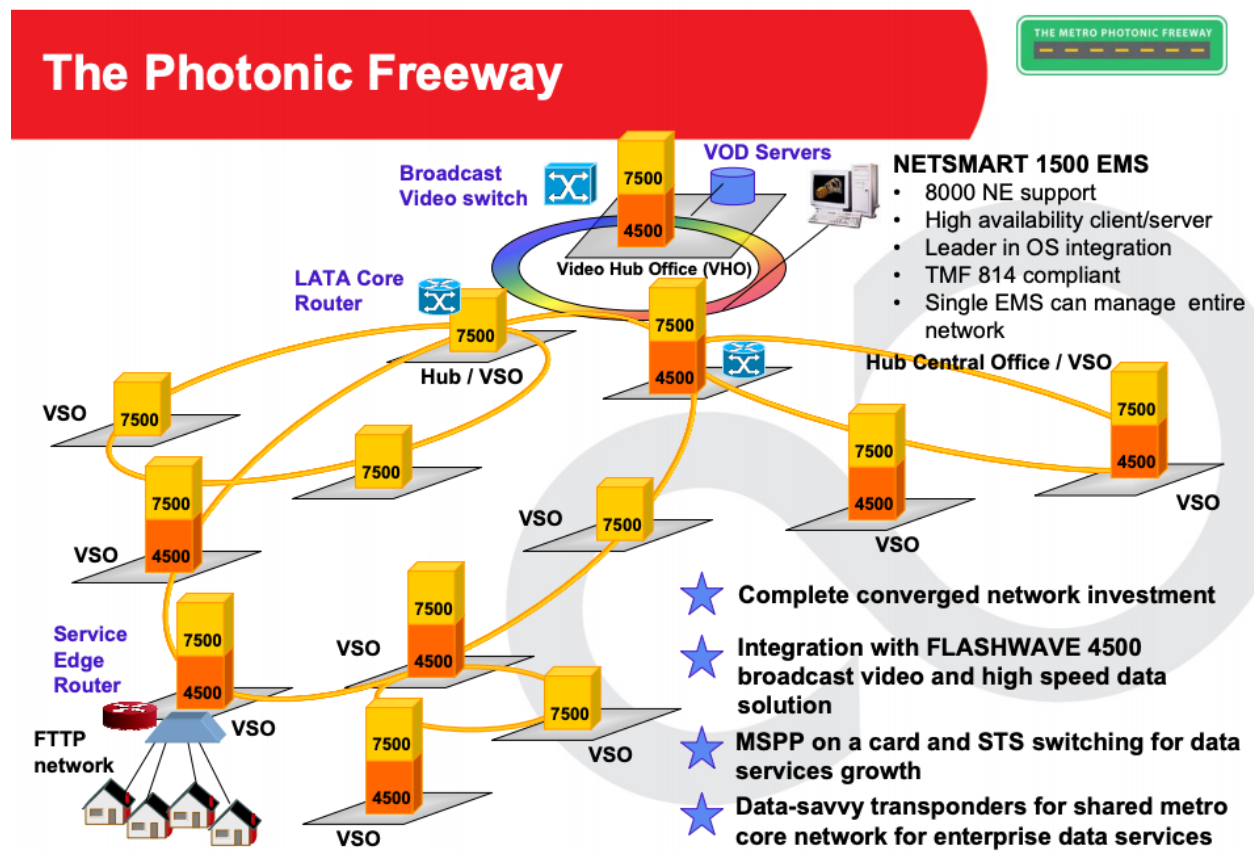 The Photonic Freeway
THE METRO PHOTONIC FREEWAY
Broadcast
Video switch
7500
4500
VOD Servers
Video Hub Office (VHO)
NETSMART 1500 EMS
• 8000 NE support
• High availability client/server
• Leader in OS integration
• TMF 814 compliant
• Single EMS can manage entire
network
LATA Core
Router
7500
Hub / VSO
7500
4500
Hub Central Office / VSO
VSO
7500
7500
7500
4500
VSO
7500
4500
VSO
7500
4500
VSO
VSO
7500
Service
Edge
Router
7500
4500
VSO
FTTP
network
VSO
7500
4500
7500
VSO
7500
4500
VSO
Complete converged network investment
Integration with FLASHWAVE 4500
broadcast video and high speed data
solution
MSPP on a card and STS switching for data
services growth
Data-savvy transponders for shared metro
core network for enterprise data services